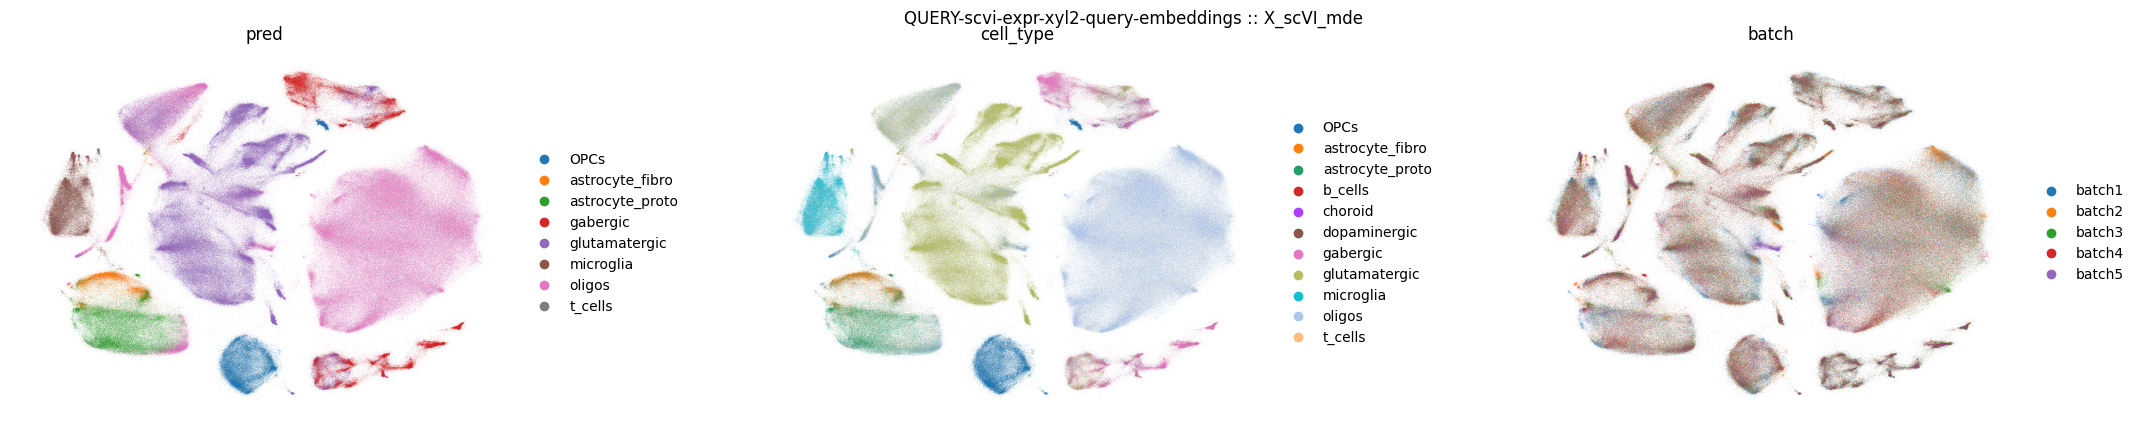 QUERY-scvi-expr-xyl2-query-embeddings :: X_scVI_mde
pred
OPCs
astrocyte_fibro
astrocyte_proto
gabergic
glutamatergic
microglia
oligos
t_cells
cell_type
OPCs
astrocyte_fibro
astrocyte_proto
b_cells
choroid
dopaminergic
gabergic
glutamatergic
microglia
oligos
t_cells
batch
batch1
batch2
batch3
batch4
batch5